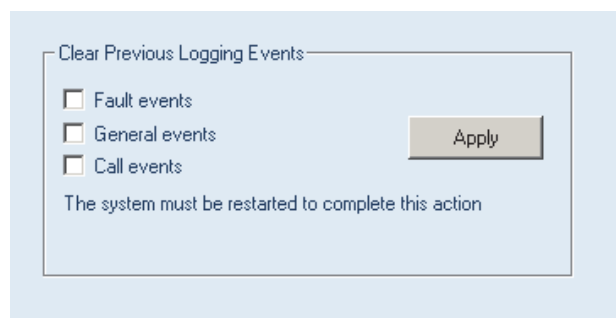 Clear Previous Logging Events
Fault events
General events
Apply
Call events
The system must be restarted to complete this action